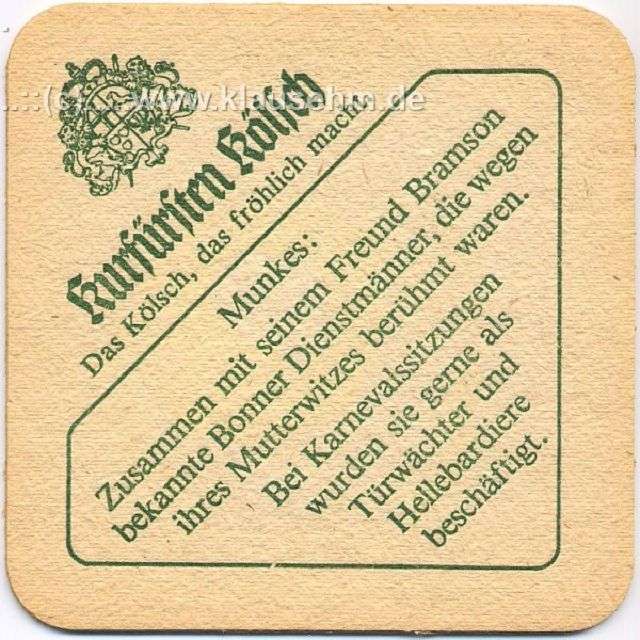 ..::(c)::.. www.klausehm.de
Kurfürsten Kölsch
Das Kölsch, das fröhlich macht
Munkes:
Zusammen mit seinem Freund Bramson
bekannte Bonner Dienstmänner, die wegen
ihres Mutterwitzes berühmt waren.
Bei Karnevalssitzungen
wurden sie gerne als
Türwächter und
Hellebardiere
beschäftigt.